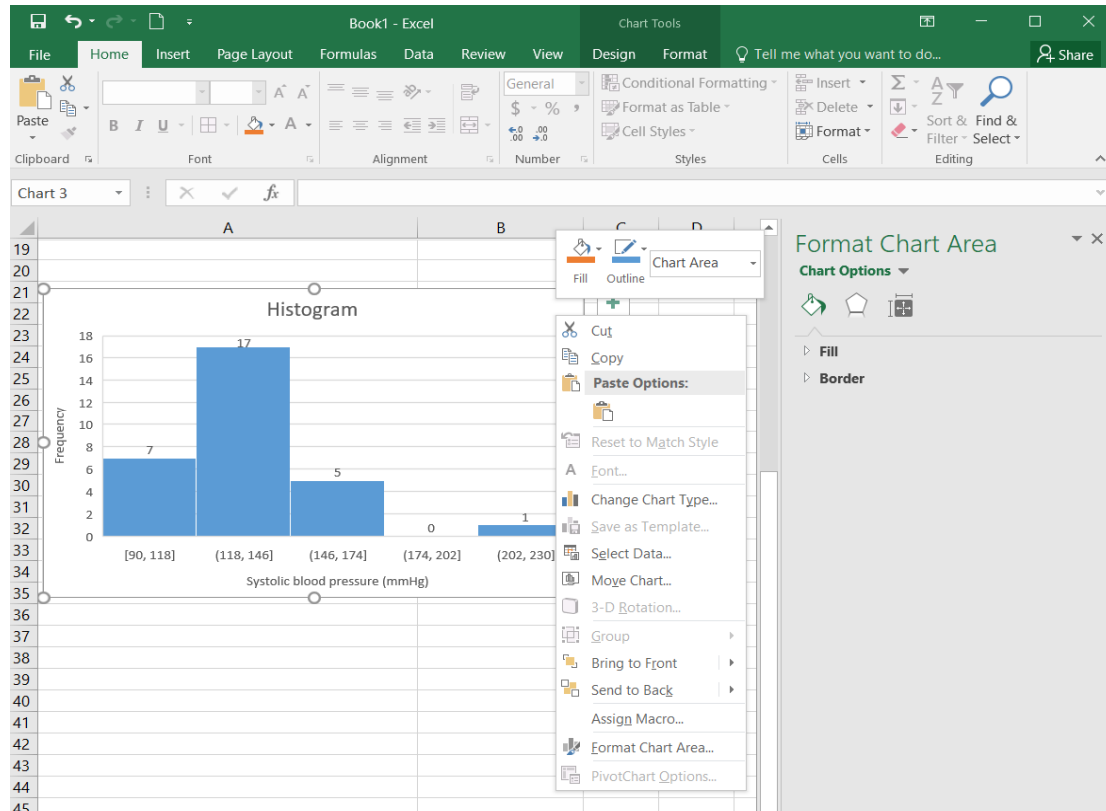 Book1 - Excel
Chart Tools
File Home Insert Page Layout Formulas Data Review View Design Format Tell me what you want to do... Share
Paste
B I U A
General
$ % ,
Conditional Formatting
Format as Table
Cell Styles
Insert
Delete
Format
Sort & Filter
Find & Select
Clipboard Font Alignment Number Styles Cells Editing
Chart 3
fx
A B C D
19
20
21
22
23
24
25
26
27
28
29
30
31
32
33
34
35
36
37
38
39
40
41
42
43
44
45
Histogram
Frequency
18
16
14
12
10
8
6
4
2
0
7 17 5 0 1
[90, 118] (118, 146] (146, 174] (174, 202] (202, 230]
Systolic blood pressure (mmHg)
Fill Outline Chart Area
Cut
Copy
Paste Options:
Reset to Match Style
Font...
Change Chart Type...
Save as Template...
Select Data...
Move Chart...
3-D Rotation...
Group
Bring to Front
Send to Back
Assign Macro...
Format Chart Area...
PivotChart Options...
Format Chart Area
Chart Options
Fill
Border